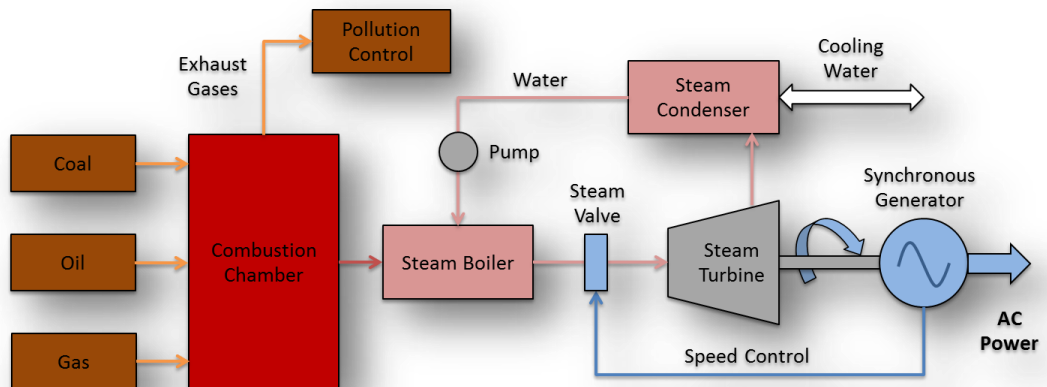 Pollution
Control
Exhaust
Gases
Cooling
Water
Steam
Condenser
Water
Pump
Coal
Steam
Valve
Synchronous
Generator
Combustion
Chamber
Oil
Steam Boiler
Steam
Turbine
AC
Power
Speed Control
Gas